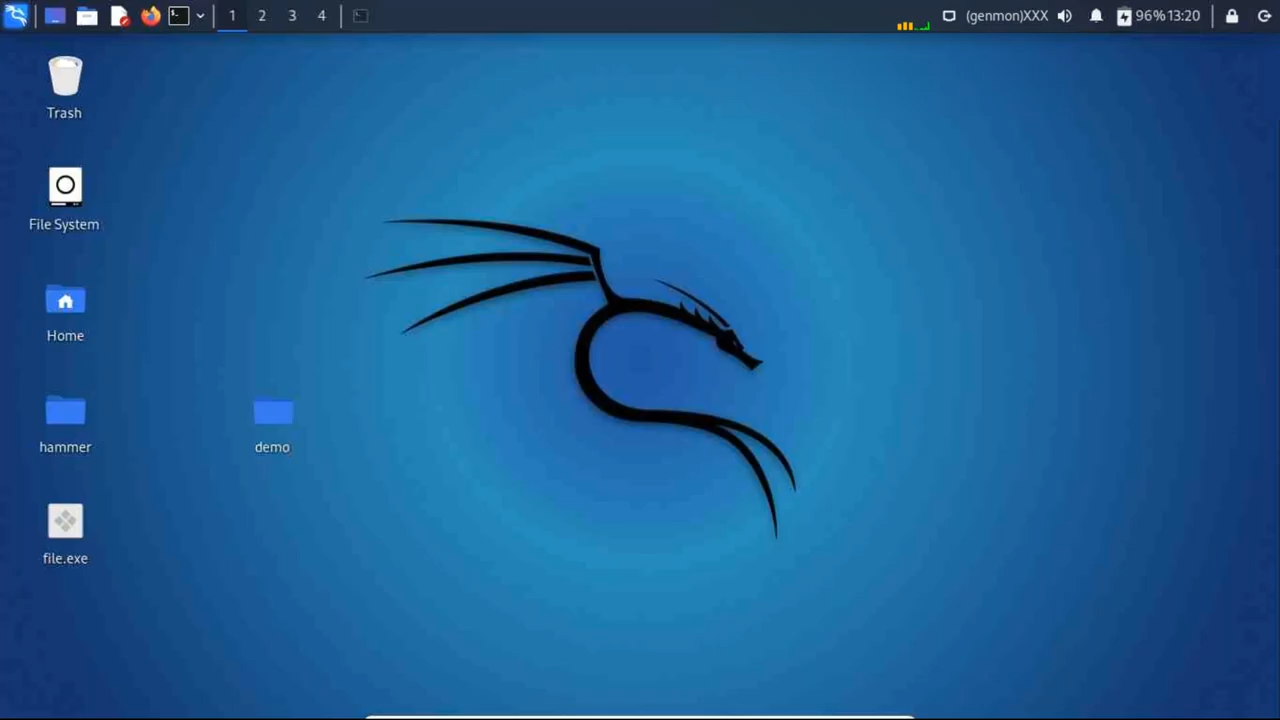 1 2 3 4 (genmon)XXX 96% 13:20
Trash
File System
Home
hammer demo
file.exe